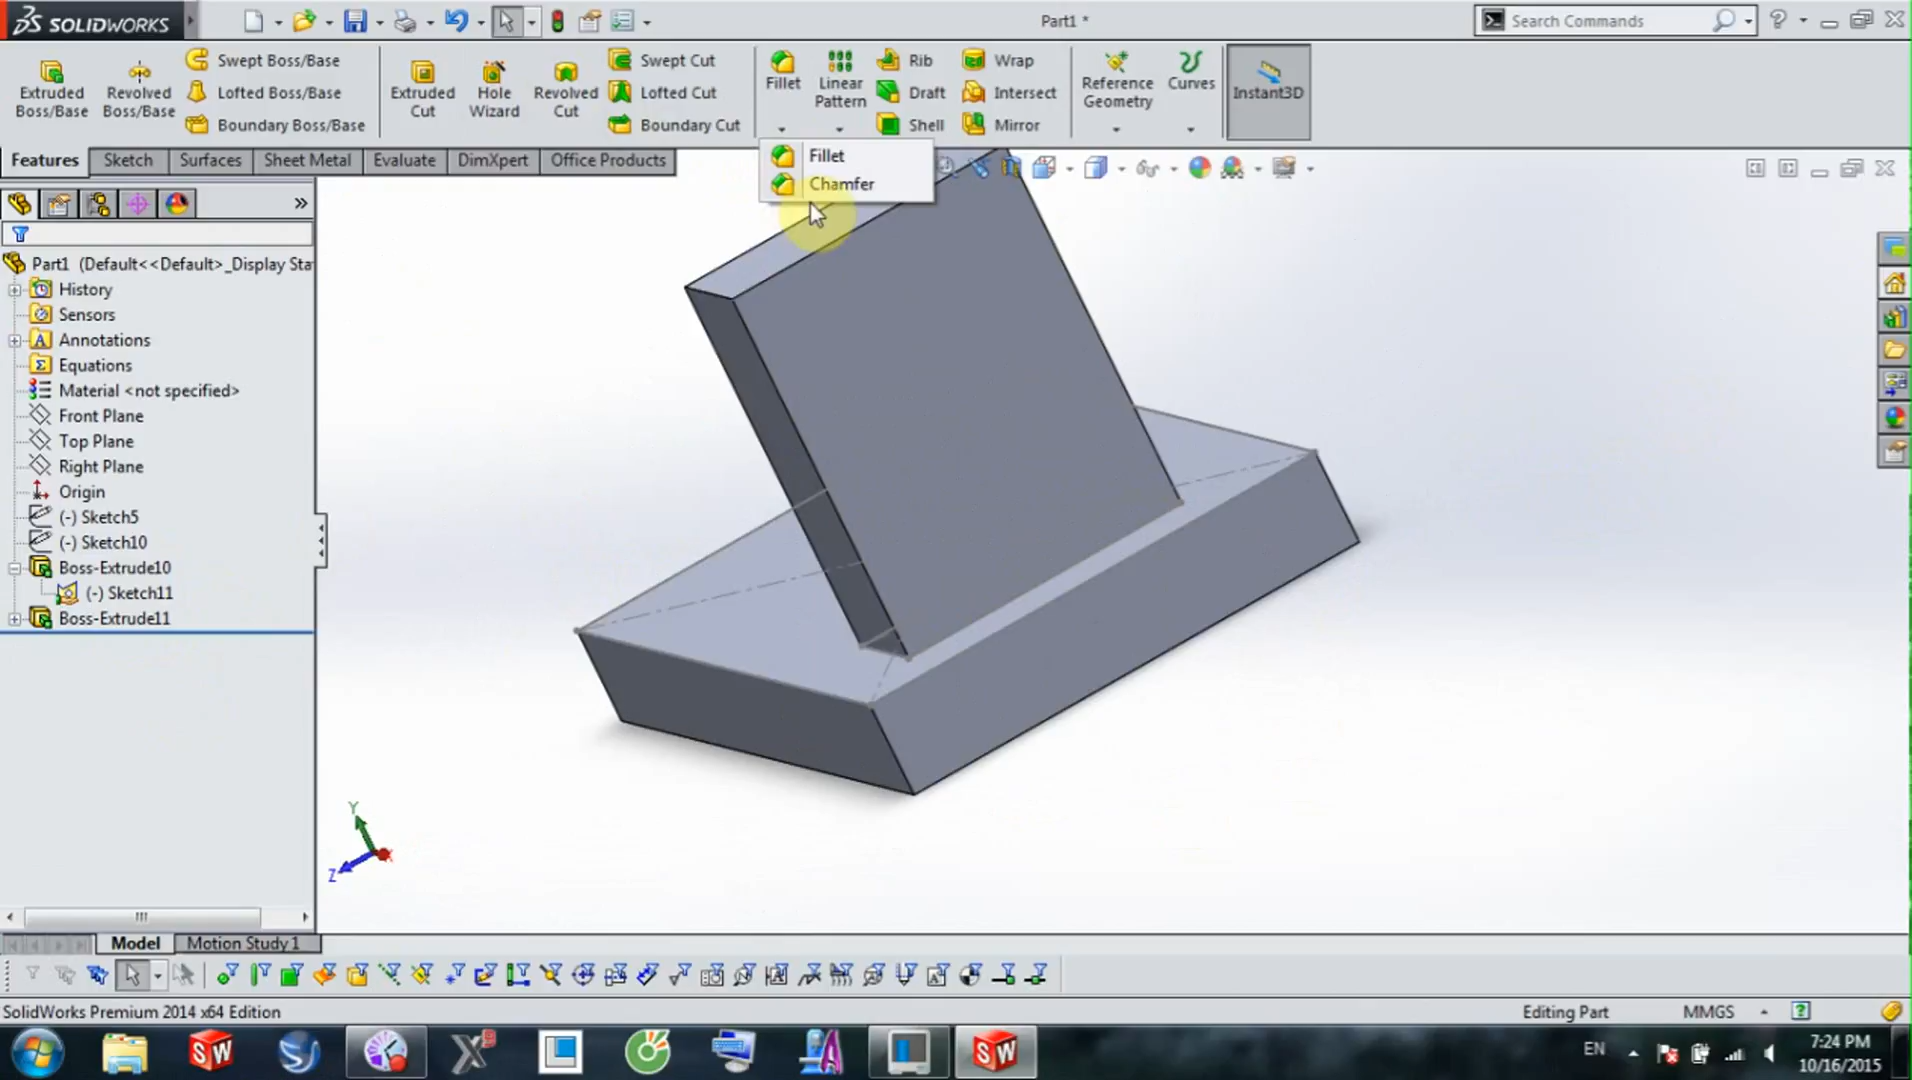 SOLIDWORKS
Part1 *
Search Commands
Extruded Boss/Base
Revolved Boss/Base
Swept Boss/Base
Lofted Boss/Base
Boundary Boss/Base
Extruded Cut
Hole Wizard
Revolved Cut
Swept Cut
Lofted Cut
Boundary Cut
Fillet
Linear Pattern
Rib
Draft
Shell
Wrap
Intersect
Mirror
Reference Geometry
Curves
Instant3D
Features
Sketch
Surfaces
Sheet Metal
Evaluate
DimXpert
Office Products
Fillet
Chamfer
Part1 (Default<<Default>_Display Sta
History
Sensors
Annotations
Equations
Material <not specified>
Front Plane
Top Plane
Right Plane
Origin
(-) Sketch5
(-) Sketch10
Boss-Extrude10
(-) Sketch11
Boss-Extrude11
Y
Z
Model
Motion Study 1
SolidWorks Premium 2014 x64 Edition
Editing Part
MMGS
EN
7:24 PM
10/16/2015